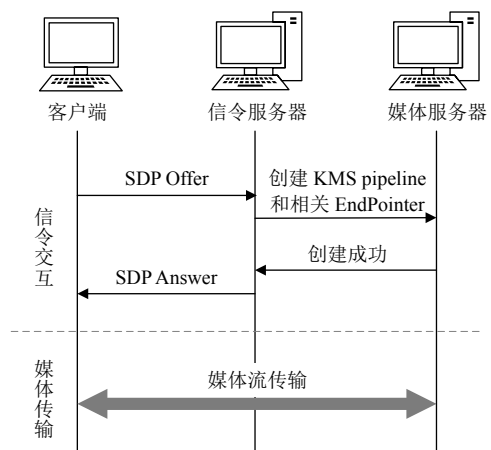 客户端
信令服务器
媒体服务器
SDP Offer
创建 KMS pipeline
和相关 EndPointer
信令交互
创建成功
SDP Answer
媒体传输
媒体流传输